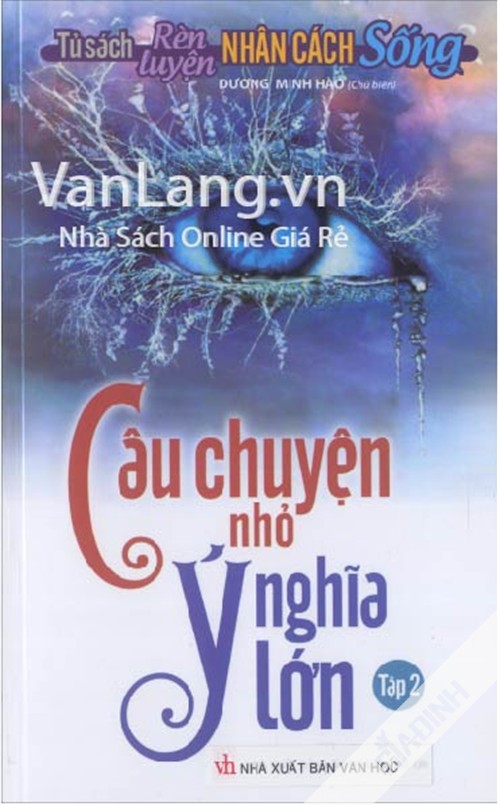 Tủ sách Rèn luyện NHÂN CÁCH Sống
DƯƠNG MINH HÀO (Chủ biên)
VanLang.vn
Nhà Sách Online Giá Rẻ
Câu chuyện
nhỏ
Ý nghĩa
lớn
Tập 2
vh NHÀ XUẤT BẢN VĂN HỌC